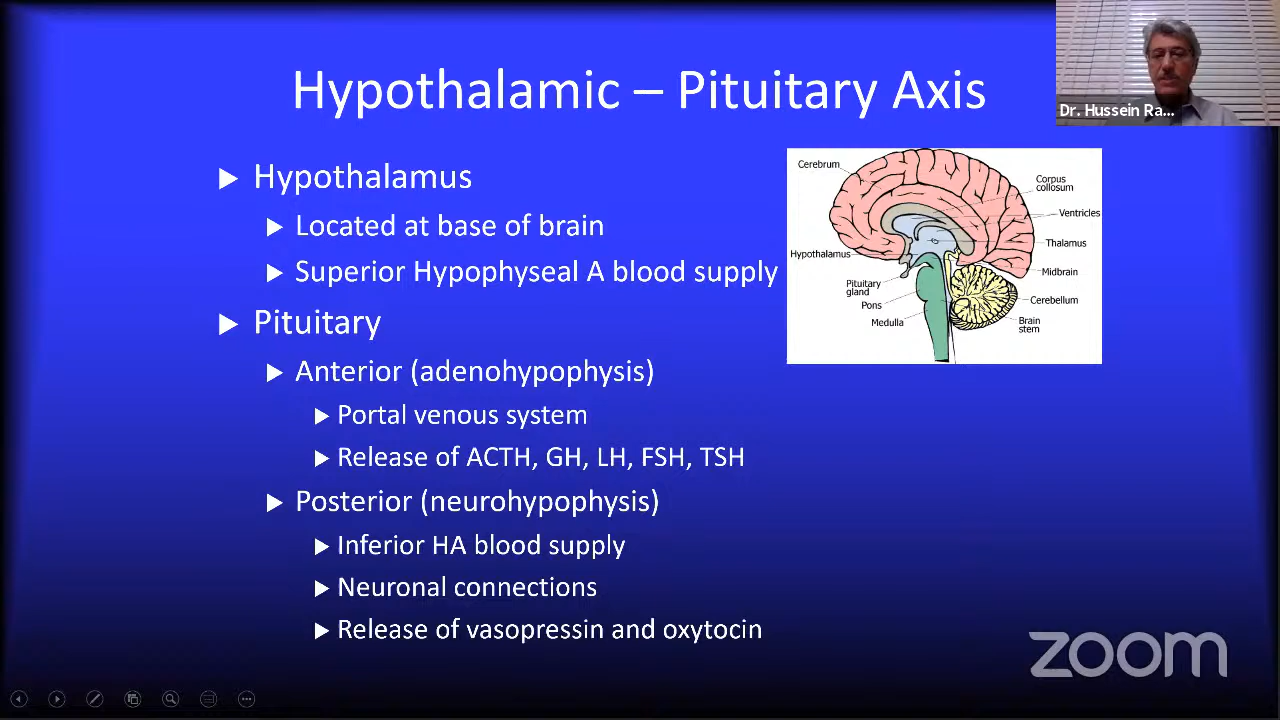 Hypothalamic – Pituitary Axis
Dr. Hussein Ra...
Hypothalamus
Located at base of brain
Superior Hypophyseal A blood supply
Pituitary
Anterior (adenohypophysis)
Portal venous system
Release of ACTH, GH, LH, FSH, TSH
Posterior (neurohypophysis)
Inferior HA blood supply
Neuronal connections
Release of vasopressin and oxytocin
Cerebrum
Corpus
collosum
Ventricles
Thalamus
Hypothalamus
Midbrain
Pituitary
gland
Cerebellum
Pons
Medulla
Brain
stem
zoom